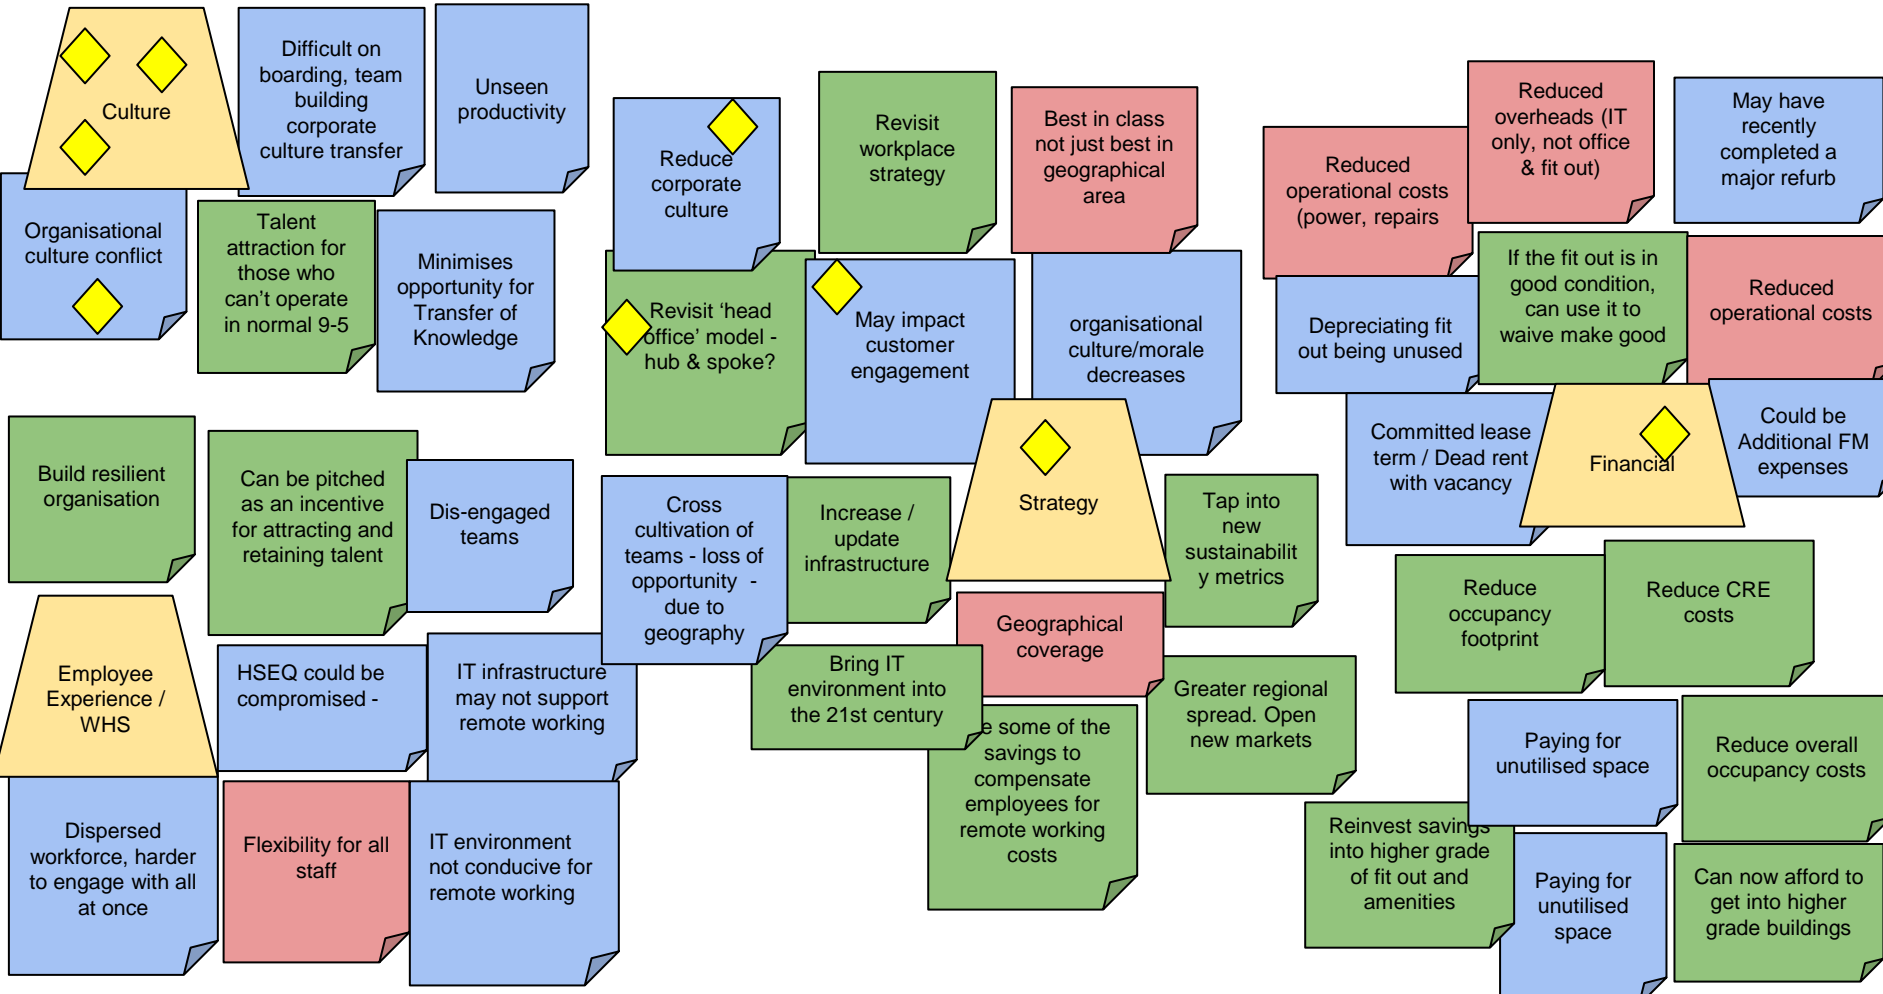 Culture
Difficult on
boarding, team
building
corporate
culture transfer
Unseen
productivity
Organisational
culture conflict
Talent
attraction for
those who
can't operate
in normal 9-5
Minimises
opportunity for
Transfer of
Knowledge
Reduce
corporate
culture
Revisit
workplace
strategy
Best in class
not just best in
geographical
area
Revisit 'head
office' model -
hub & spoke?
May impact
customer
engagement
organisational
culture/morale
decreases
Reduced
operational costs
(power, repairs
Reduced
overheads (IT
only, not office
& fit out)
May have
recently
completed a
major refurb
Depreciating fit
out being unused
If the fit out is in
good condition,
can use it to
waive make good
Reduced
operational costs
Committed lease
term / Dead rent
with vacancy
Financial
Could be
Additional FM
expenses
Build resilient
organisation
Can be pitched
as an incentive
for attracting and
retaining talent
Dis-engaged
teams
Cross
cultivation of
teams - loss of
opportunity -
due to
geography
Increase /
update
infrastructure
Strategy
Tap into
new
sustainabilit
y metrics
Employee
Experience /
WHS
HSEQ could be
compromised -
IT infrastructure
may not support
remote working
Bring IT
environment into
the 21st century
Geographical
coverage
Greater regional
spread. Open
new markets
Reduce
occupancy
footprint
Reduce CRE
costs
Dispersed
workforce, harder
to engage with all
at once
Flexibility for all
staff
IT environment
not conducive for
remote working
some of the
savings to
compensate
employees for
remote working
costs
Paying for
unutilised space
Reduce overall
occupancy costs
Reinvest savings
into higher grade
of fit out and
amenities
Paying for
unutilised
space
Can now afford to
get into higher
grade buildings